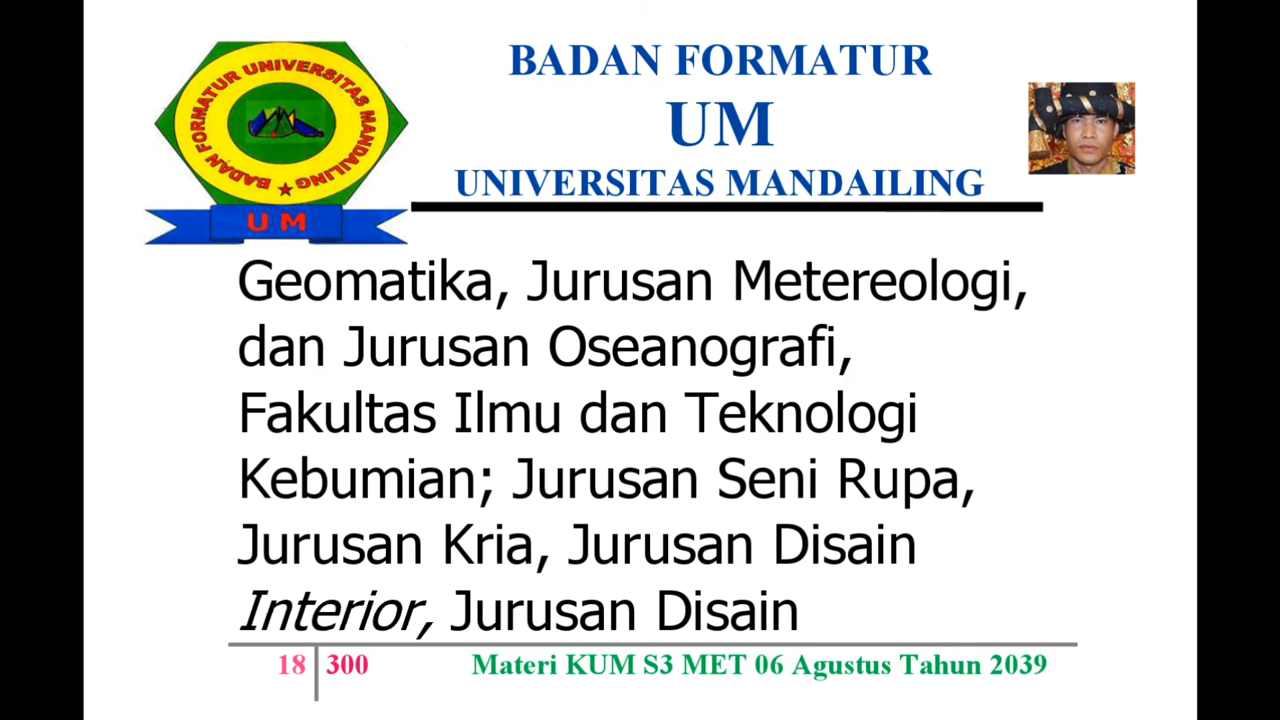 BADAN FORMATUR UNIVERSITAS MANDAILING
UM
BADAN FORMATUR
UM
UNIVERSITAS MANDAILING
Geomatika, Jurusan Metereologi,
dan Jurusan Oseanografi,
Fakultas Ilmu dan Teknologi
Kebumian; Jurusan Seni Rupa,
Jurusan Kria, Jurusan Disain
Interior, Jurusan Disain
18 300 Materi KUM S3 MET 06 Agustus Tahun 2039